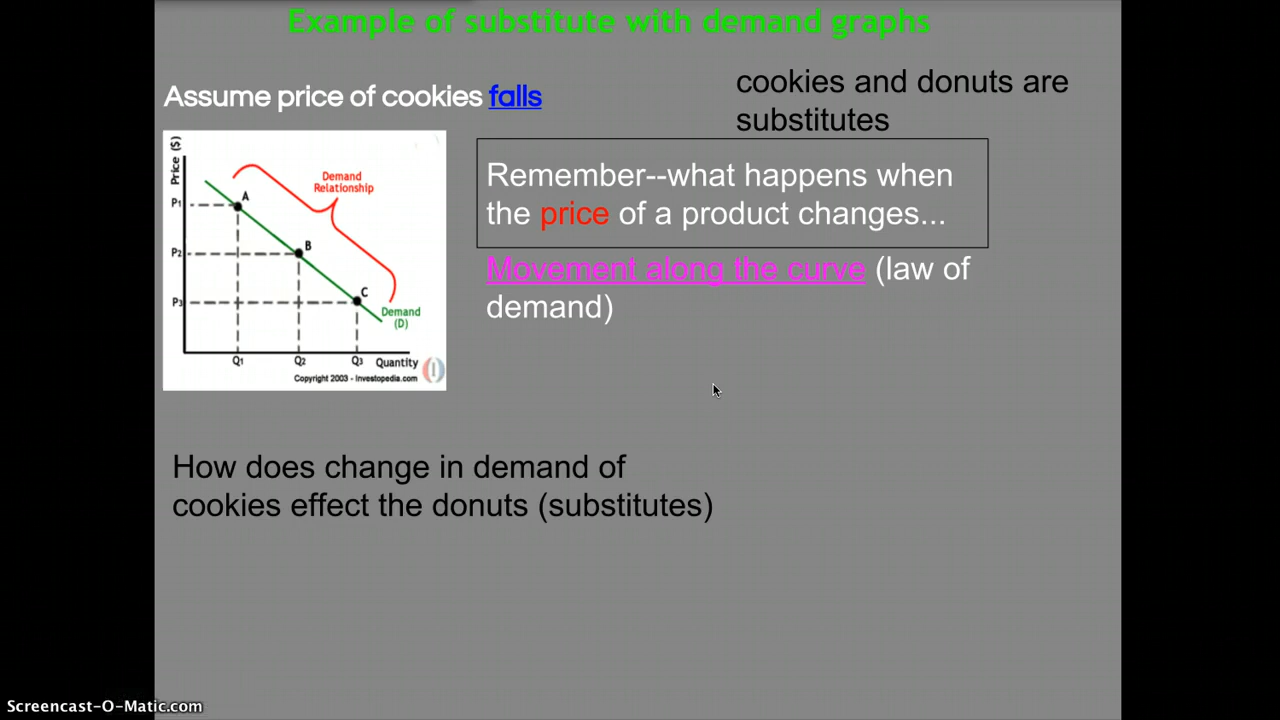 Example of substitute with demand graphs
Assume price of cookies falls
cookies and donuts are
substitutes
Price ($)
Demand
Relationship
P1
A
P2
B
P3
C
Demand
(D)
Q1
Q2
Q3
Quantity
Copyright 2003 - Investopedia.com
Remember--what happens when
the price of a product changes...
Movement along the curve (law of
demand)
How does change in demand of
cookies effect the donuts (substitutes)
Screencast-O-Matic.com